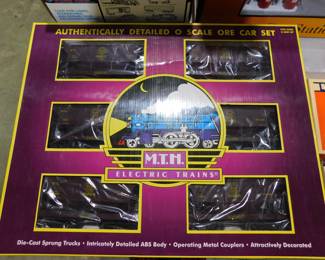 AUTHENTICALLY DETAILED O SCALE ORE CAR SET
M.T.H.
ELECTRIC TRAINS®
Die-Cast Sprung Trucks • Intricately Detailed ABS Body • Operating Metal Couplers • Attractively Decorated